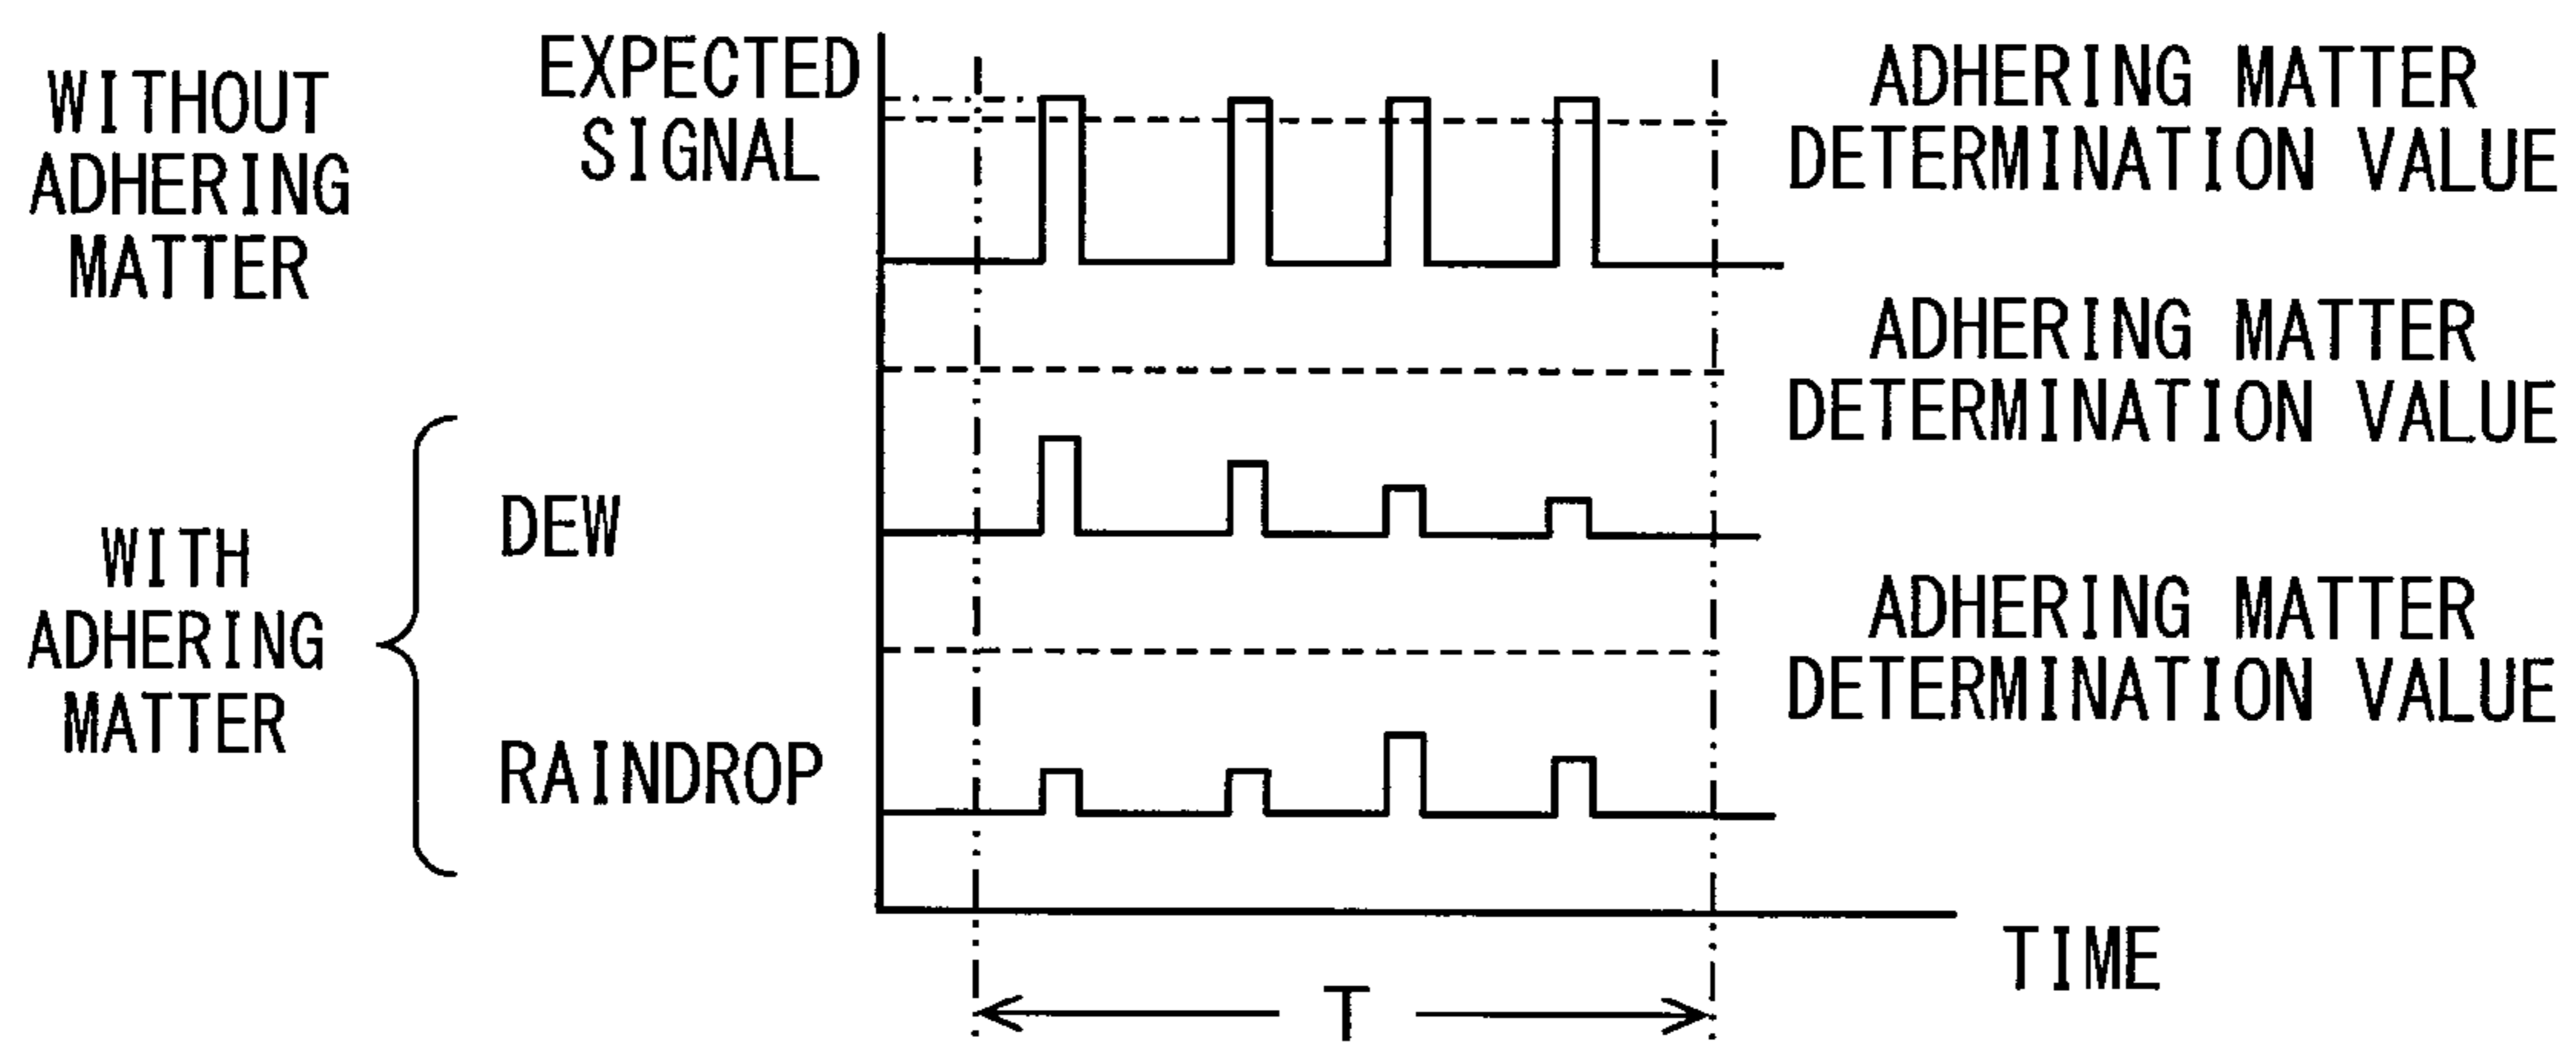 WITHOUT
ADHERING
MATTER
EXPECTED
SIGNAL
ADHERING MATTER
DETERMINATION VALUE
ADHERING MATTER
DETERMINATION VALUE
WITH
ADHERING
MATTER
DEW
ADHERING MATTER
DETERMINATION VALUE
RAINDROP
TIME
T